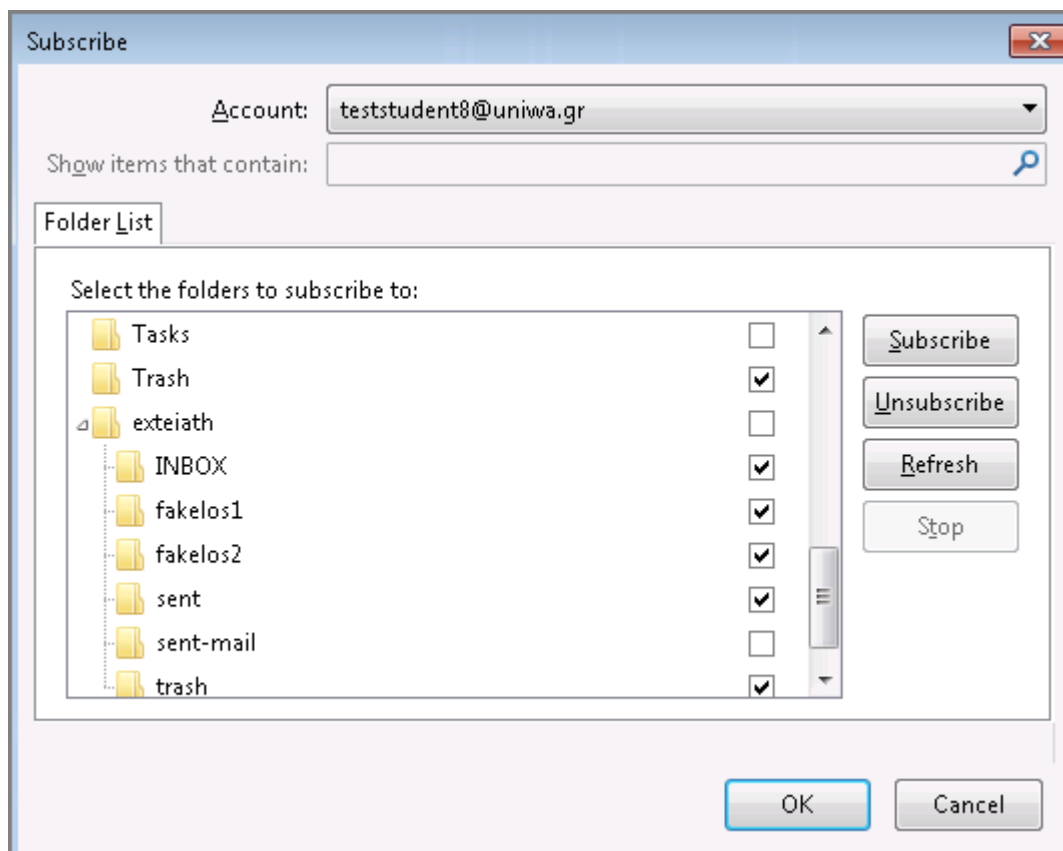 Subscribe
Account: teststudent8@uniwa.gr
Show items that contain:
Folder List
Select the folders to subscribe to:
Tasks
Trash
exteiath
INBOX
fakelos1
fakelos2
sent
sent-mail
trash
Subscribe
Unsubscribe
Refresh
Stop
OK
Cancel